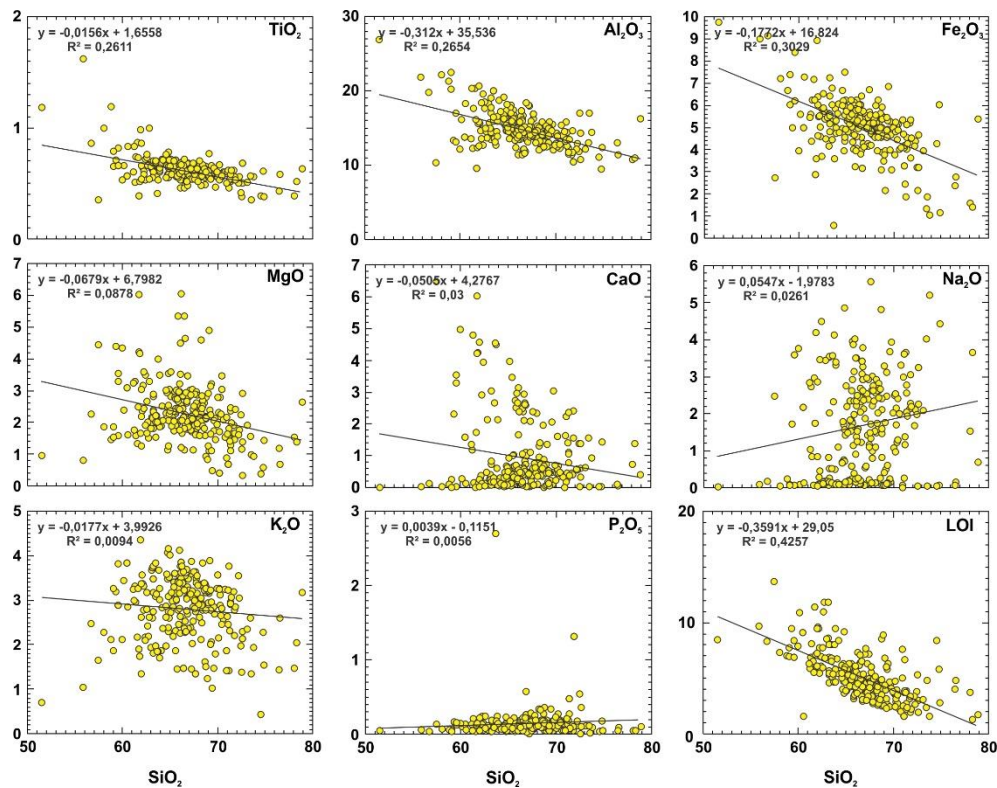 y = -0,0156x + 1,6558
R² = 0,2611
TiO₂
2
1
0
y = -0,312x + 35,536
R² = 0,2654
Al₂O₃
30
20
10
0
y = -0,1772x + 16,824
R² = 0,3029
Fe₂O₃
10
9
8
7
6
5
4
3
2
1
0
y = -0,0679x + 6,7982
R² = 0,0878
MgO
7
6
5
4
3
2
1
0
y = -0,0505x + 4,2767
R² = 0,03
CaO
7
6
5
4
3
2
1
0
y = 0,0547x - 1,9783
R² = 0,0261
Na₂O
6
5
4
3
2
1
0
y = -0,0177x + 3,9926
R² = 0,0094
K₂O
5
4
3
2
1
0
50 60 70 80
SiO₂
y = 0,0039x - 0,1151
R² = 0,0056
P₂O₅
3
2
1
0
50 60 70 80
SiO₂
y = -0,3591x + 29,05
R² = 0,4257
LOI
20
10
0
50 60 70 80
SiO₂